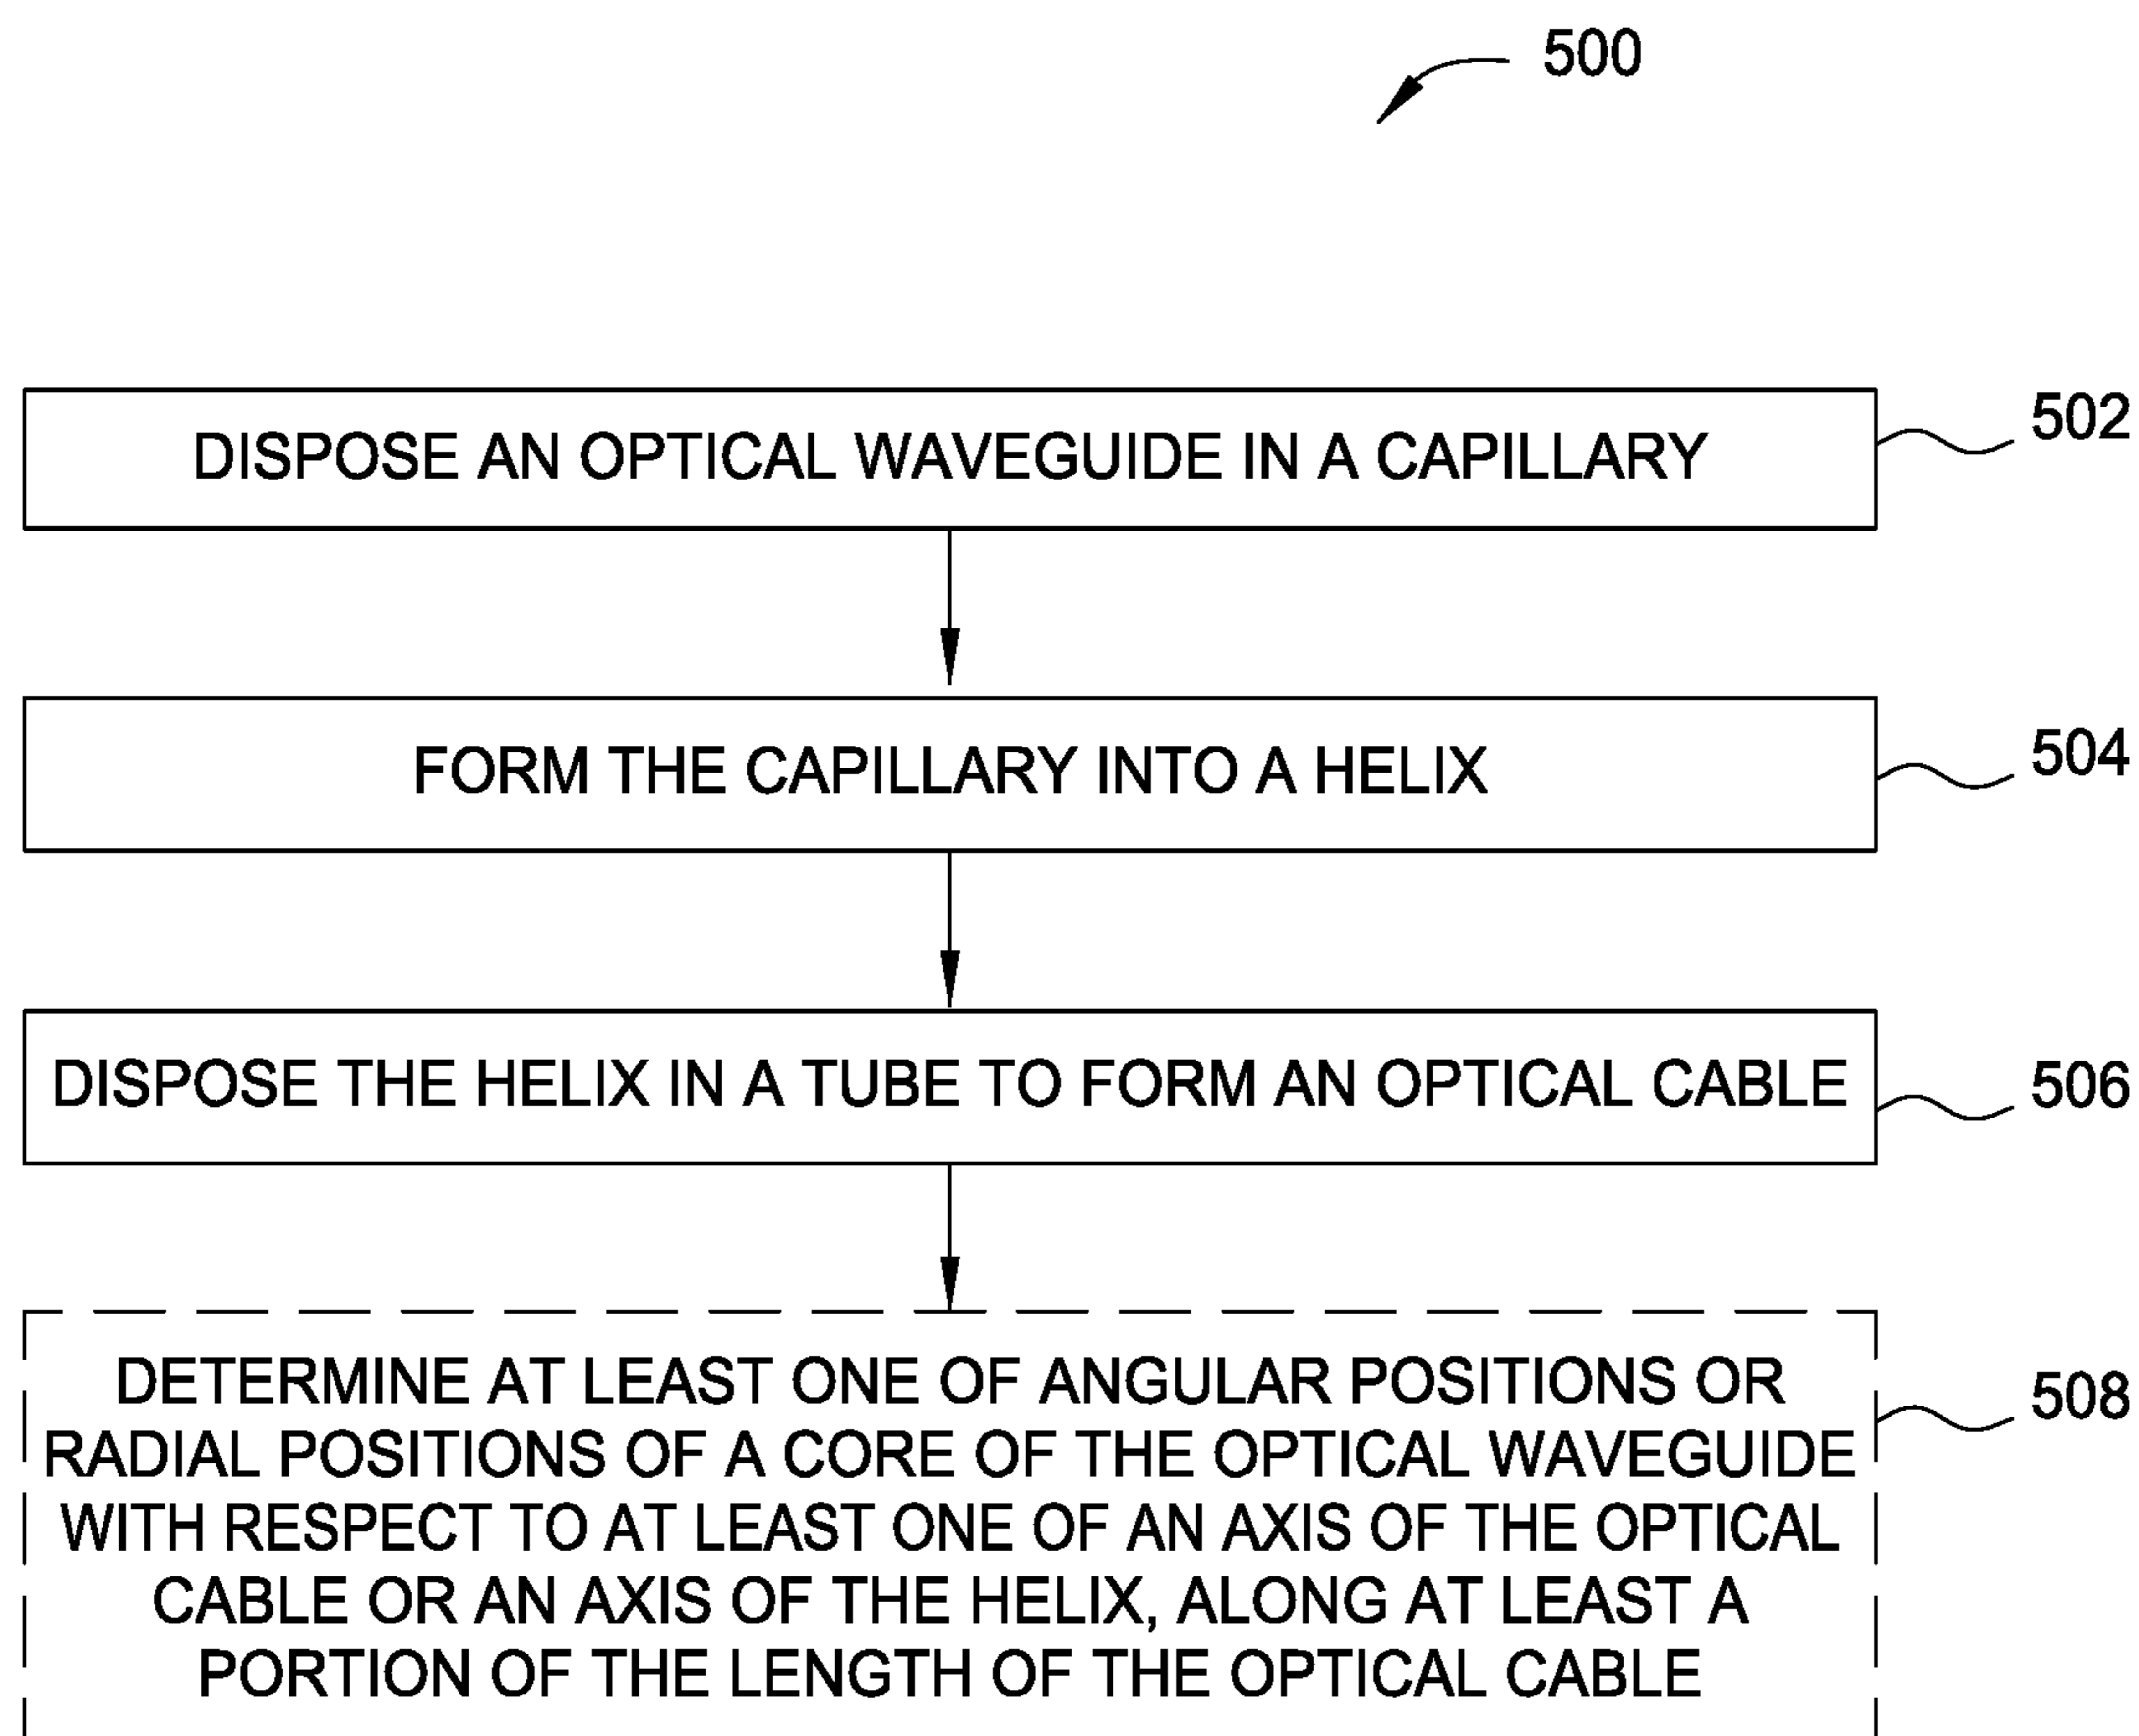 500
DISPOSE AN OPTICAL WAVEGUIDE IN A CAPILLARY
502
FORM THE CAPILLARY INTO A HELIX
504
DISPOSE THE HELIX IN A TUBE TO FORM AN OPTICAL CABLE
506
DETERMINE AT LEAST ONE OF ANGULAR POSITIONS OR
RADIAL POSITIONS OF A CORE OF THE OPTICAL WAVEGUIDE
WITH RESPECT TO AT LEAST ONE OF AN AXIS OF THE OPTICAL
CABLE OR AN AXIS OF THE HELIX, ALONG AT LEAST A
PORTION OF THE LENGTH OF THE OPTICAL CABLE
508